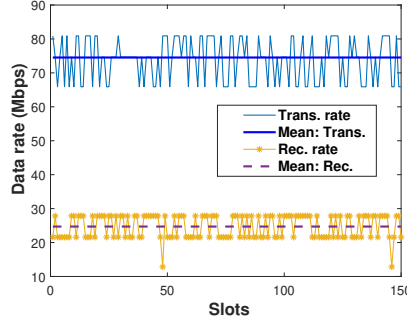 90
80
70
60
50
40
30
20
10
0
50
100
150
Data rate (Mbps)
Slots
Trans. rate
Mean: Trans.
Rec. rate
Mean: Rec.